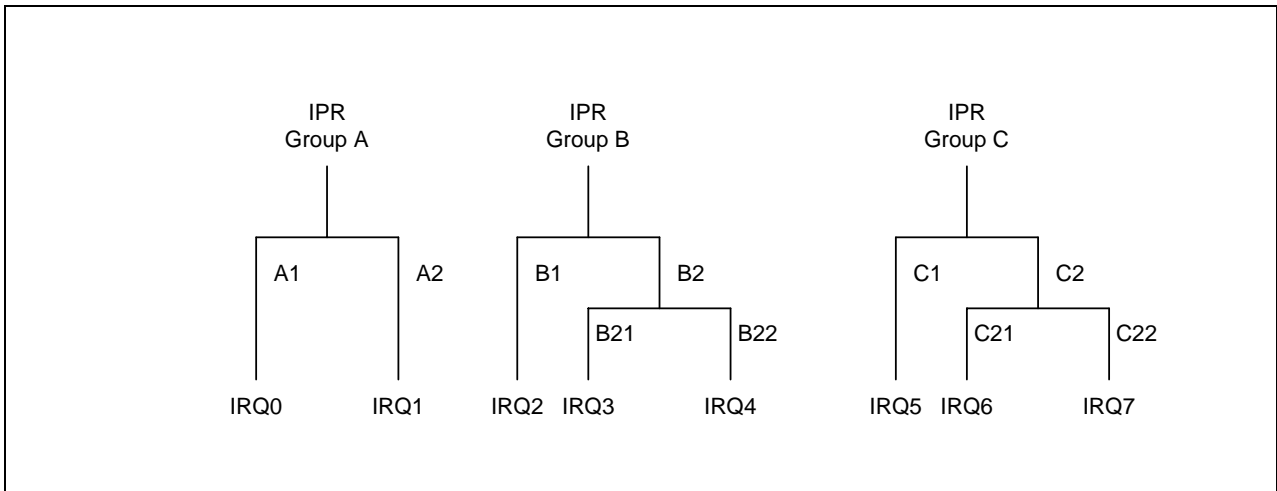 IPR
Group A
IPR
Group B
IPR
Group C
A1
A2
B1
B2
C1
C2
B21
B22
C21
C22
IRQ0
IRQ1
IRQ2
IRQ3
IRQ4
IRQ5
IRQ6
IRQ7